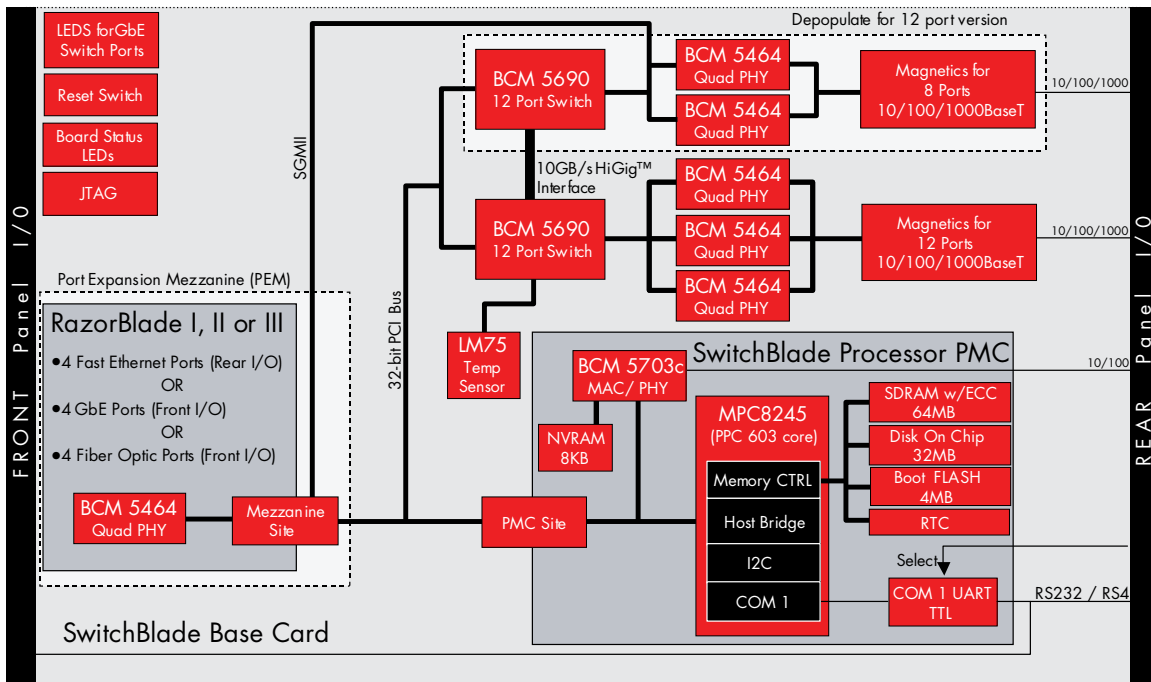 LEDS forGbE
Switch Ports
Reset Switch
Board Status
LEDs
JTAG
FRONT Panel I/O
SGMII
32-bit PCI Bus
Depopulate for 12 port version
BCM 5690
12 Port Switch
BCM 5464
Quad PHY
BCM 5464
Quad PHY
Magnetics for
8 Ports
10/100/1000BaseT
10/100/1000
10GB/s HiGig™
Interface
BCM 5690
12 Port Switch
BCM 5464
Quad PHY
BCM 5464
Quad PHY
BCM 5464
Quad PHY
Magnetics for
12 Ports
10/100/1000BaseT
10/100/1000
REAR Panel I/O
Port Expansion Mezzanine (PEM)
RazorBlade I, II or III
●4 Fast Ethernet Ports (Rear I/O)
OR
●4 GbE Ports (Front I/O)
OR
●4 Fiber Optic Ports (Front I/O)
BCM 5464
Quad PHY
Mezzanine
Site
LM75
Temp
Sensor
PMC Site
SwitchBlade Processor PMC
BCM 5703c
MAC/ PHY
10/100
NVRAM
8KB
MPC8245
(PPC 603 core)
Memory CTRL
Host Bridge
I2C
COM 1
SDRAM w/ECC
64MB
Disk On Chip
32MB
Boot FLASH
4MB
RTC
Select
COM 1 UART
TTL
RS232 / RS4
SwitchBlade Base Card